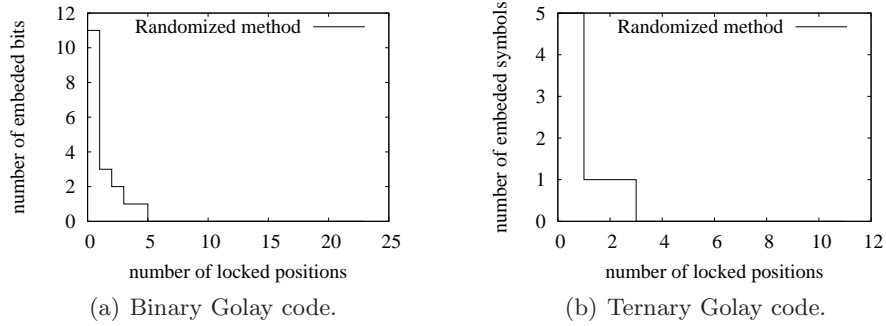 number of embeded bits
12
10
8
6
4
2
0
Randomized method
0 5 10 15 20 25
number of locked positions
(a) Binary Golay code.
number of embeded symbols
5
4
3
2
1
0
Randomized method
0 2 4 6 8 10 12
number of locked positions
(b) Ternary Golay code.